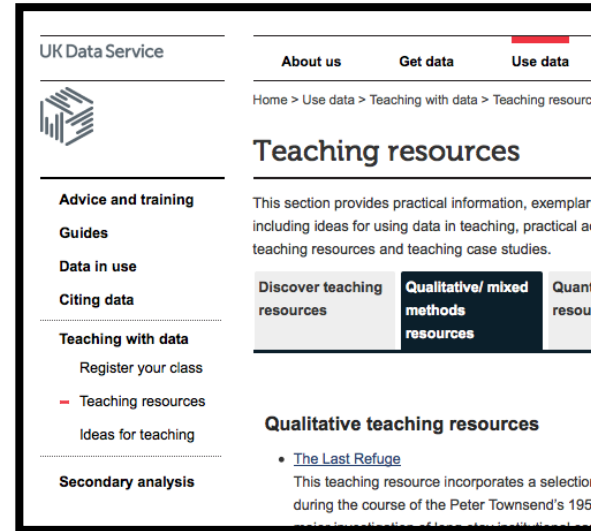 UK Data Service
About us Get data Use data
Home > Use data > Teaching with data > Teaching
Teaching resources
Advice and training
Guides
Data in use
Citing data
Teaching with data
Register your class
Teaching resources
Ideas for teaching
Secondary analysis
This section provides practical information, exemplar
including ideas for using data in teaching, practical
teaching resources and teaching case studies.
Discover teaching
resources
Qualitative/ mixed
methods
resources
Qualitative teaching resources
The Last Refuge
This teaching resource incorporates a selection
during the course of the Peter Townsend's